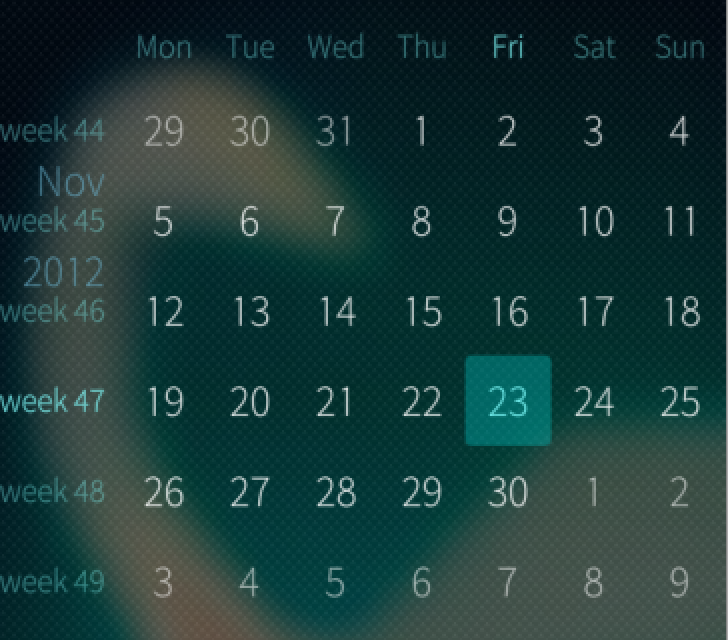 Mon Tue Wed Thu Fri Sat Sun
week 44 29 30 31 1 2 3 4
Nov
week 45 5 6 7 8 9 10 11
2012
week 46 12 13 14 15 16 17 18
week 47 19 20 21 22 23 24 25
week 48 26 27 28 29 30 1 2
week 49 3 4 5 6 7 8 9